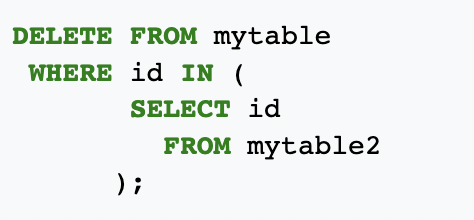 DELETE FROM mytable
WHERE id IN (
SELECT id
FROM mytable2
);